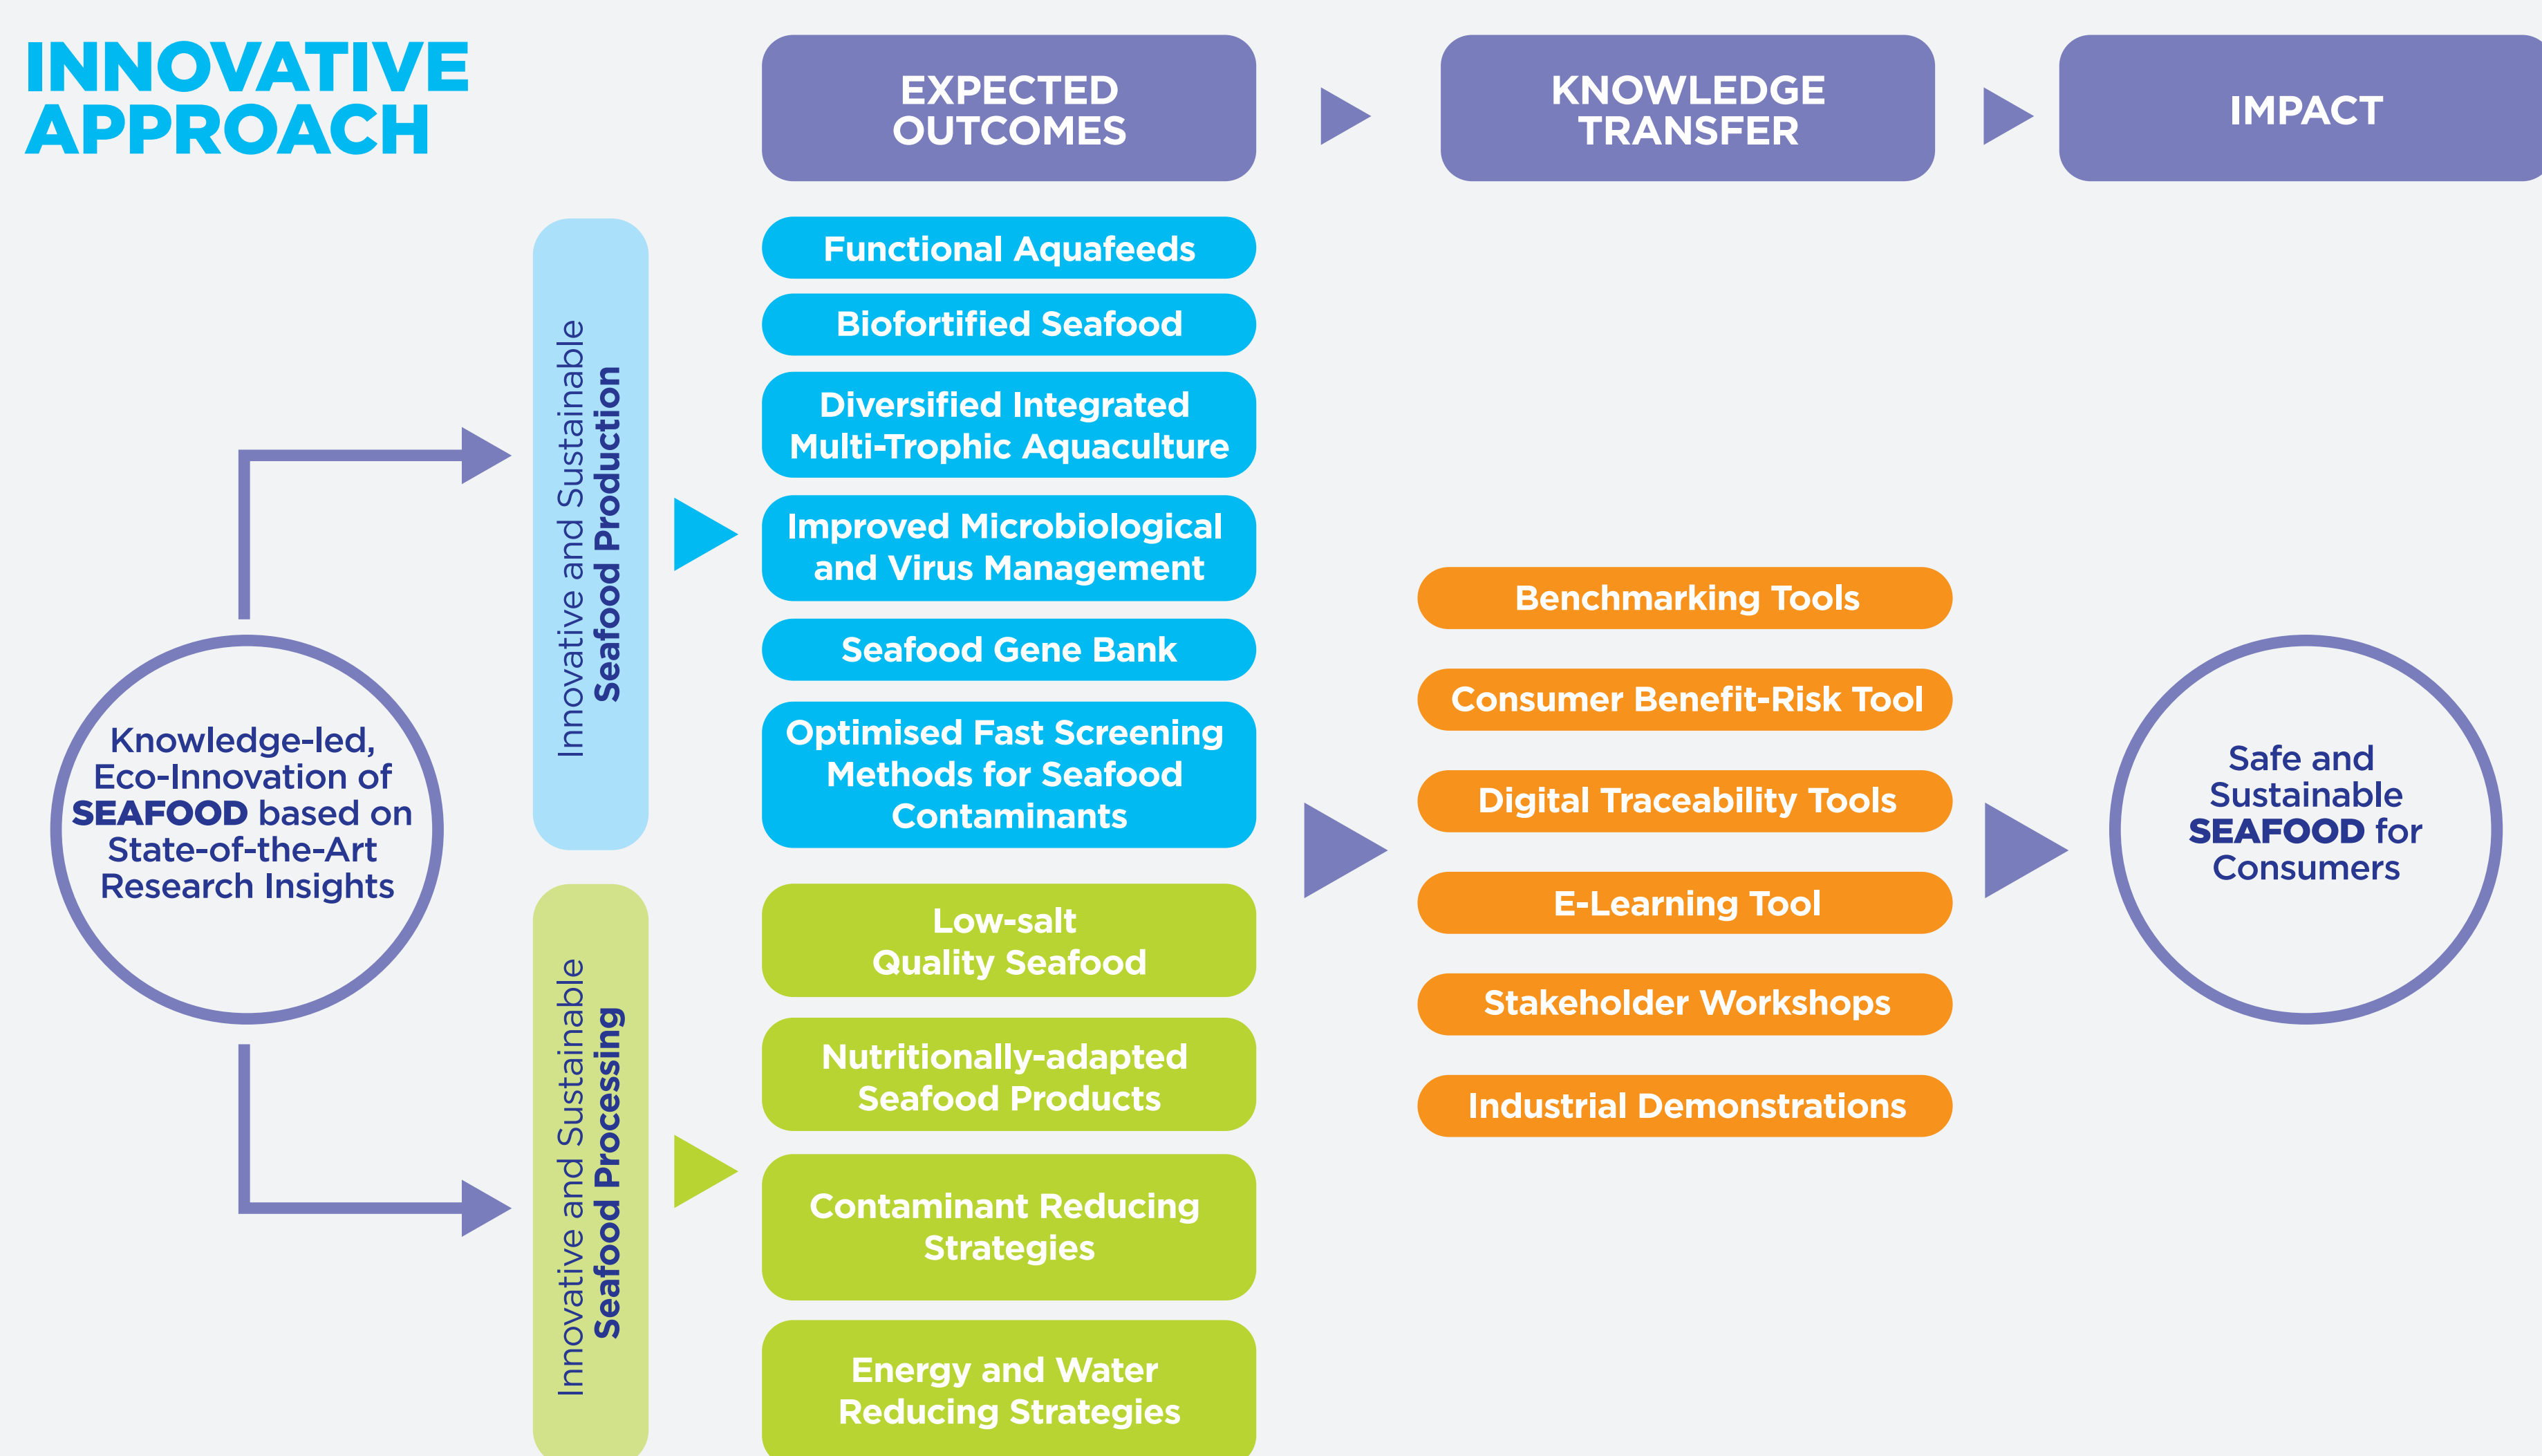 INNOVATIVE
APPROACH
EXPECTED
OUTCOMES
KNOWLEDGE
TRANSFER
IMPACT
Knowledge-led,
Eco-Innovation of
SEAFOOD based on
State-of-the-Art
Research Insights
Innovative and Sustainable
Seafood Production
Functional Aquafeeds
Biofortified Seafood
Diversified Integrated
Multi-Trophic Aquaculture
Improved Microbiological
and Virus Management
Seafood Gene Bank
Optimised Fast Screening
Methods for Seafood
Contaminants
Innovative and Sustainable
Seafood Processing
Low-salt
Quality Seafood
Nutritionally-adapted
Seafood Products
Contaminant Reducing
Strategies
Energy and Water
Reducing Strategies
Benchmarking Tools
Consumer Benefit-Risk Tool
Digital Traceability Tools
E-Learning Tool
Stakeholder Workshops
Industrial Demonstrations
Safe and
Sustainable
SEAFOOD for
Consumers